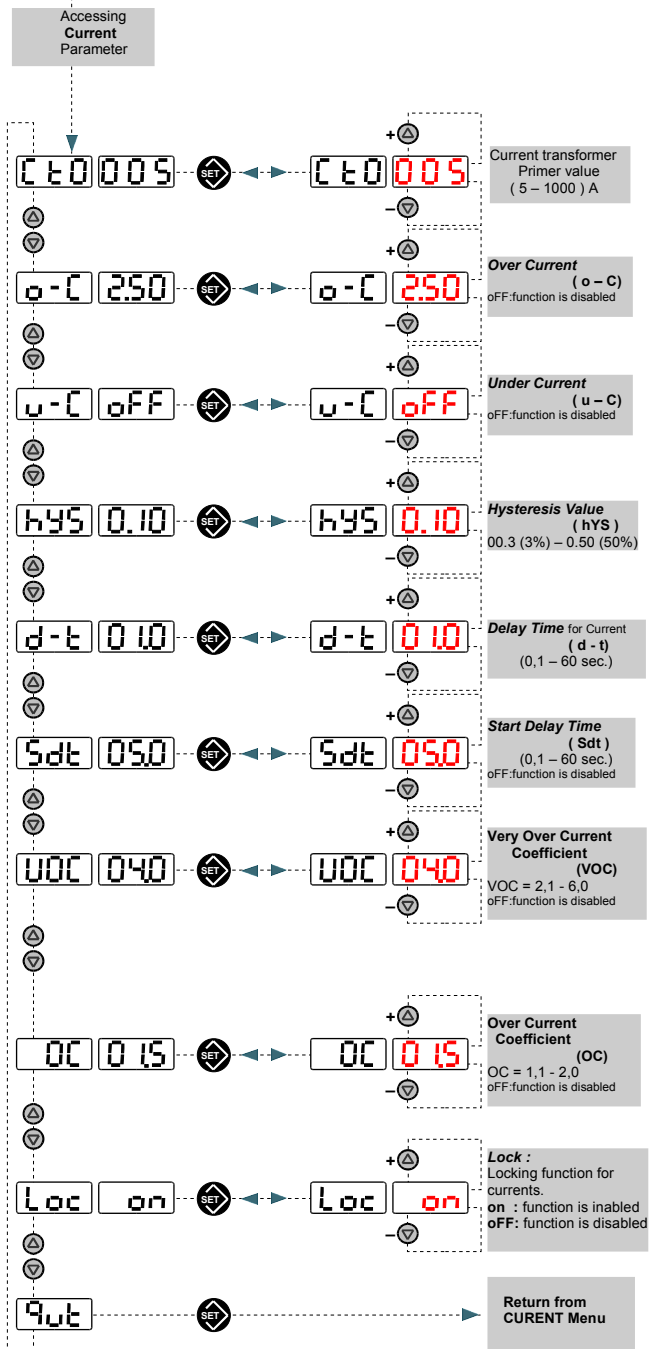 Accessing
Current
Parameter
+
Ct0 005 SET Ct0 005
Current transformer
Primer value
( 5 – 1000 ) A
–
+
o-C 2.50 SET o-C 2.50
Over Current
( o – C)
oFF:function is disabled
–
+
u-C oFF SET u-C oFF
Under Current
( u – C)
oFF:function is disabled
–
+
hYS 0.10 SET hYS 0.10
Hysteresis Value
( hYS )
00.3 (3%) – 0.50 (50%)
–
+
d-t 01.0 SET d-t 01.0
Delay Time for Current
( d - t)
(0,1 – 60 sec.)
–
+
Sdt 05.0 SET Sdt 05.0
Start Delay Time
( Sdt )
(0,1 – 60 sec.)
oFF:function is disabled
–
+
VOC 04.0 SET VOC 04.0
Very Over Current
Coefficient
(VOC)
VOC = 2,1 - 6,0
oFF:function is disabled
–
+
OC 01.5 SET OC 01.5
Over Current
Coefficient
(OC)
OC = 1,1 - 2,0
oFF:function is disabled
–
+
Loc on SET Loc on
Lock :
Locking function for
currents.
on : function is inabled
oFF: function is disabled
–
qut SET
Return from
CURENT Menu